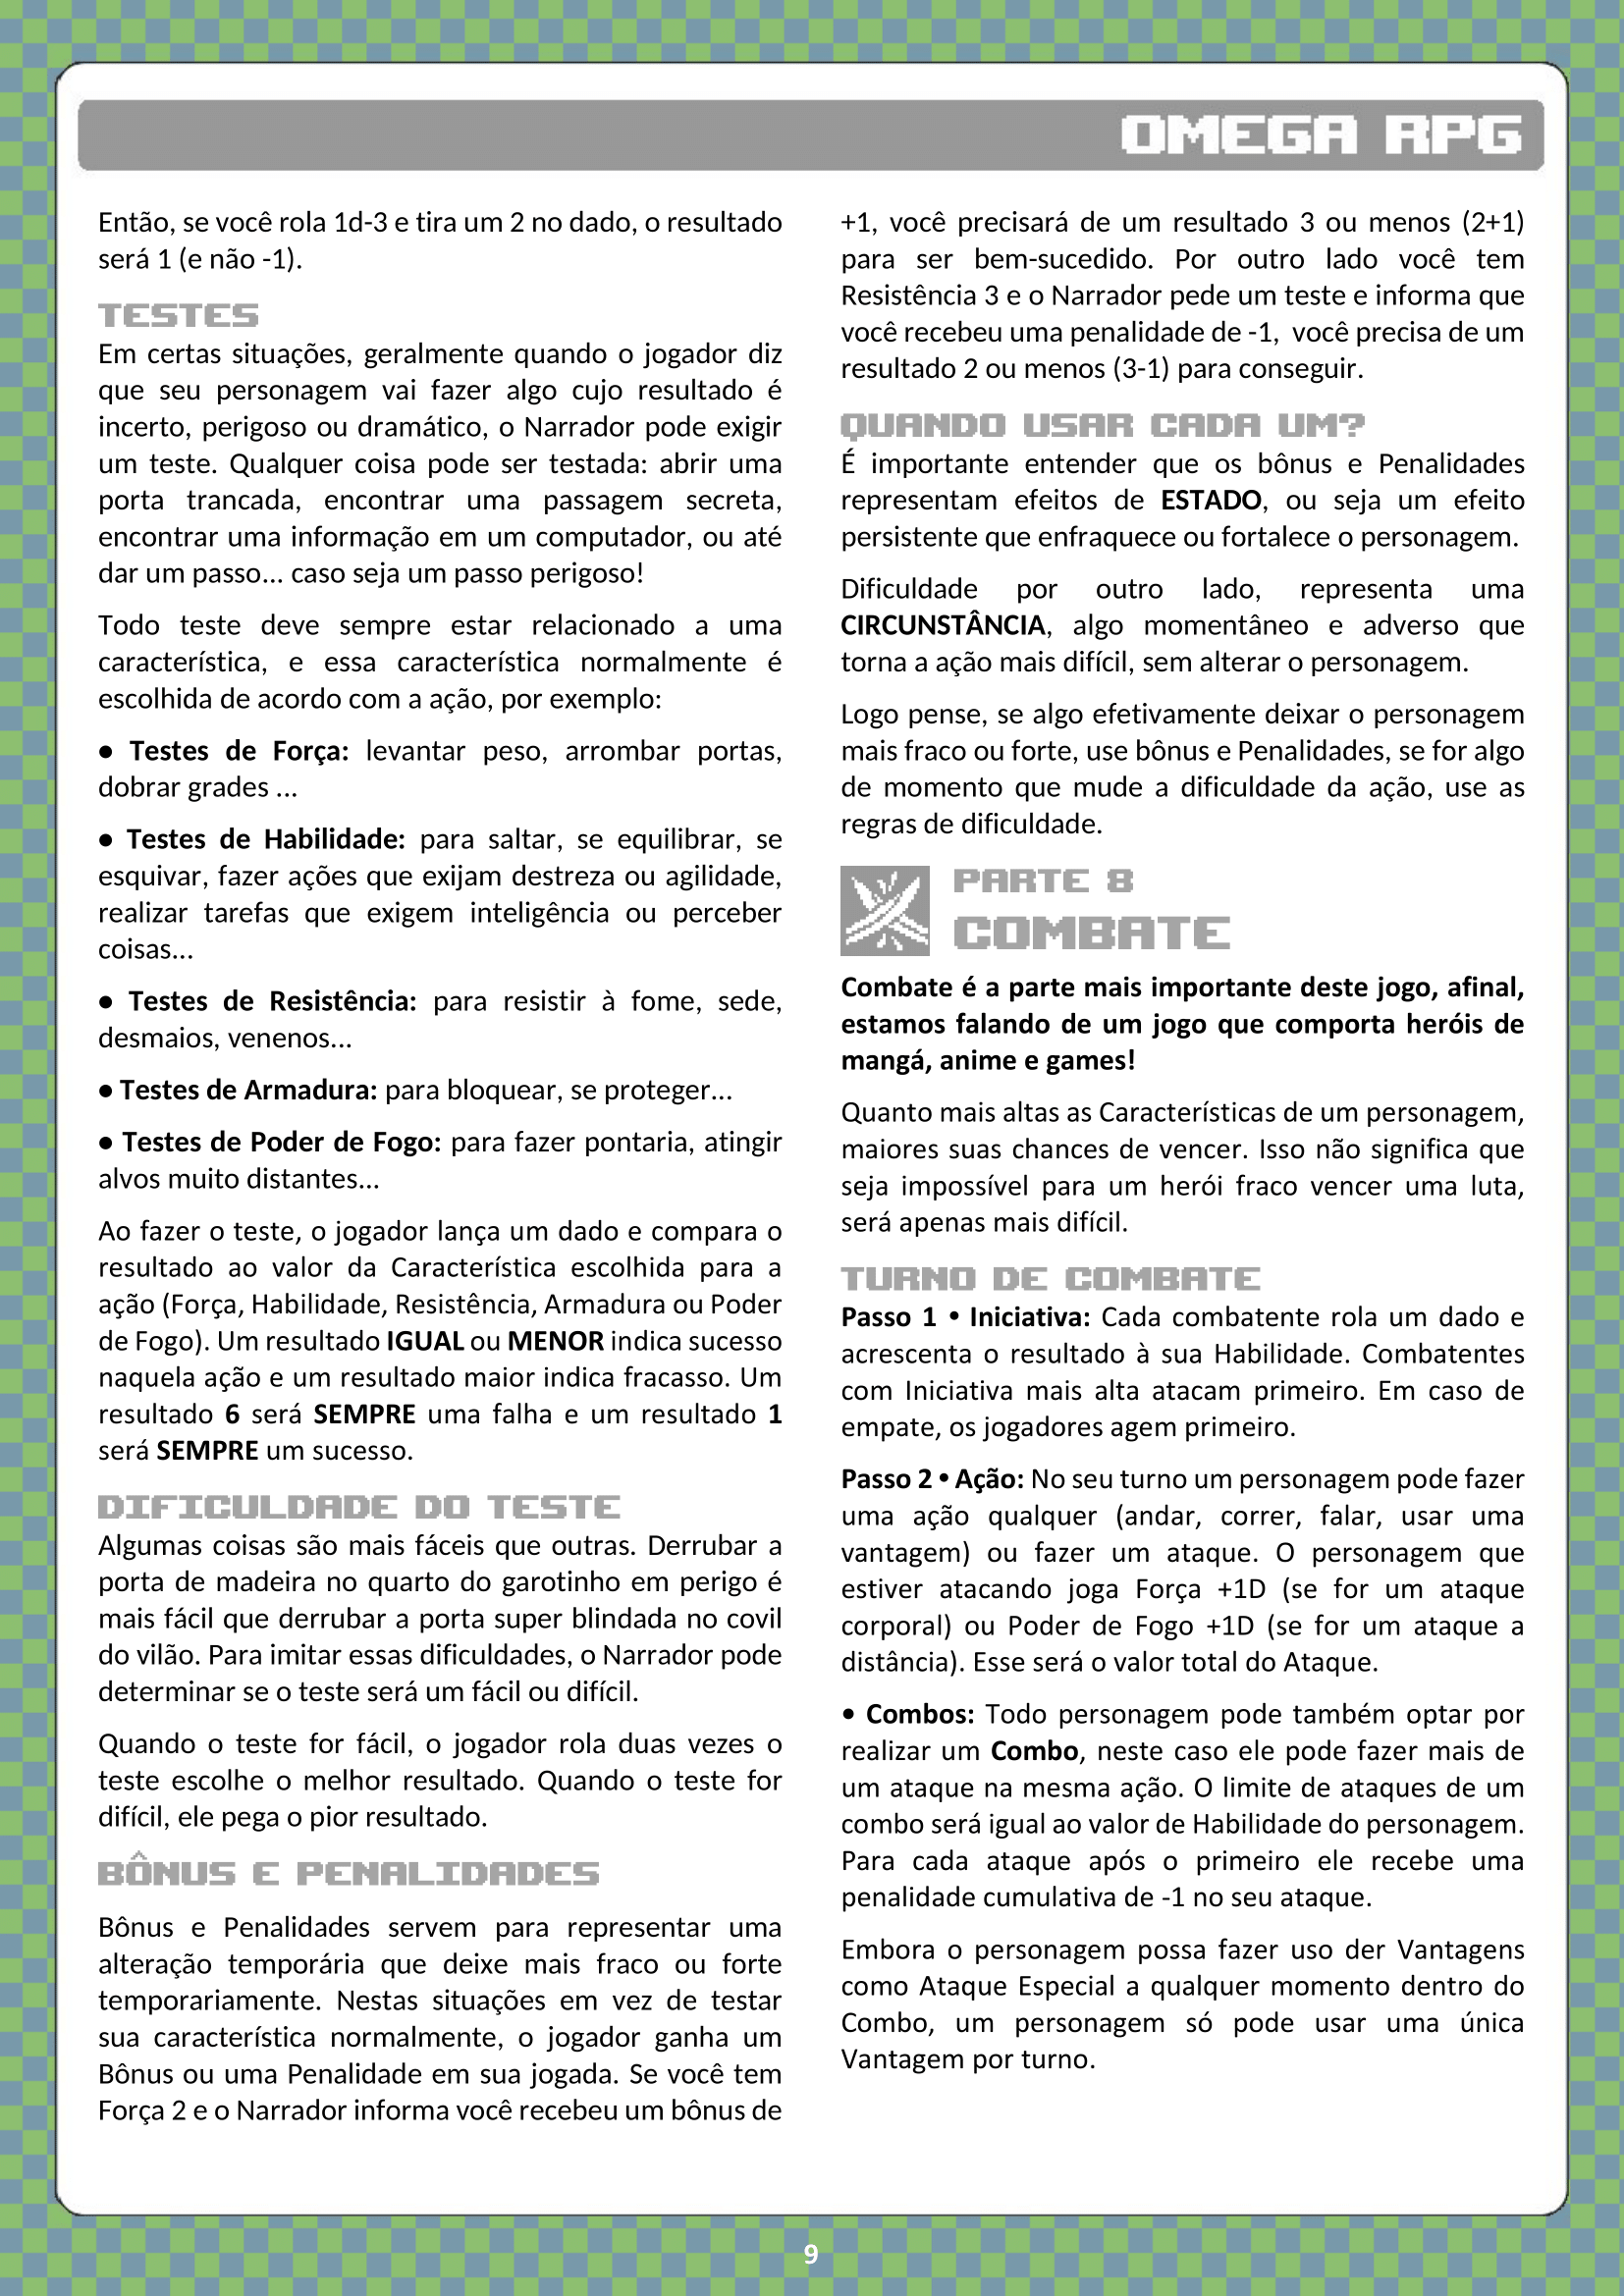 OMEGA RPG
Então, se você rola 1d-3 e tira um 2 no dado, o resultado
será 1 (e não -1).
TESTES
Em certas situações, geralmente quando o jogador diz
que seu personagem vai fazer algo cujo resultado é
incerto, perigoso ou dramático, o Narrador pode exigir
um teste. Qualquer coisa pode ser testada: abrir uma
porta trancada, encontrar uma passagem secreta,
encontrar uma informação em um computador, ou até
dar um passo... caso seja um passo perigoso!
Todo teste deve sempre estar relacionado a uma
característica, e essa característica normalmente é
escolhida de acordo com a ação, por exemplo:
• Testes de Força: levantar peso, arrombar portas,
dobrar grades ...
• Testes de Habilidade: para saltar, se equilibrar, se
esquivar, fazer ações que exijam destreza ou agilidade,
realizar tarefas que exigem inteligência ou perceber
coisas...
• Testes de Resistência: para resistir à fome, sede,
desmaios, venenos...
• Testes de Armadura: para bloquear, se proteger...
• Testes de Poder de Fogo: para fazer pontaria, atingir
alvos muito distantes...
Ao fazer o teste, o jogador lança um dado e compara o
resultado ao valor da Característica escolhida para a
ação (Força, Habilidade, Resistência, Armadura ou Poder
de Fogo). Um resultado IGUAL ou MENOR indica sucesso
naquela ação e um resultado maior indica fracasso. Um
resultado 6 será SEMPRE uma falha e um resultado 1
será SEMPRE um sucesso.
DIFICULDADE DO TESTE
Algumas coisas são mais fáceis que outras. Derrubar a
porta de madeira no quarto do garotinho em perigo é
mais fácil que derrubar a porta super blindada no covil
do vilão. Para imitar essas dificuldades, o Narrador pode
determinar se o teste será um fácil ou difícil.
Quando o teste for fácil, o jogador rola duas vezes o
teste escolhe o melhor resultado. Quando o teste for
difícil, ele pega o pior resultado.
BÔNUS E PENALIDADES
Bônus e Penalidades servem para representar uma
alteração temporária que deixe mais fraco ou forte
temporariamente. Nestas situações em vez de testar
sua característica normalmente, o jogador ganha um
Bônus ou uma Penalidade em sua jogada. Se você tem
Força 2 e o Narrador informa você recebeu um bônus de
+1, você precisará de um resultado 3 ou menos (2+1)
para ser bem-sucedido. Por outro lado você tem
Resistência 3 e o Narrador pede um teste e informa que
você recebeu uma penalidade de -1, você precisa de um
resultado 2 ou menos (3-1) para conseguir.
QUANDO USAR CADA UM?
É importante entender que os bônus e Penalidades
representam efeitos de ESTADO, ou seja um efeito
persistente que enfraquece ou fortalece o personagem.
Dificuldade por outro lado, representa uma
CIRCUNSTÂNCIA, algo momentâneo e adverso que
torna a ação mais difícil, sem alterar o personagem.
Logo pense, se algo efetivamente deixar o personagem
mais fraco ou forte, use bônus e Penalidades, se for algo
de momento que mude a dificuldade da ação, use as
regras de dificuldade.
PARTE 8
COMBATE
Combate é a parte mais importante deste jogo, afinal,
estamos falando de um jogo que comporta heróis de
mangá, anime e games!
Quanto mais altas as Características de um personagem,
maiores suas chances de vencer. Isso não significa que
seja impossível para um herói fraco vencer uma luta,
será apenas mais difícil.
TURNO DE COMBATE
Passo 1 • Iniciativa: Cada combatente rola um dado e
acrescenta o resultado à sua Habilidade. Combatentes
com Iniciativa mais alta atacam primeiro. Em caso de
empate, os jogadores agem primeiro.
Passo 2 • Ação: No seu turno um personagem pode fazer
uma ação qualquer (andar, correr, falar, usar uma
vantagem) ou fazer um ataque. O personagem que
estiver atacando joga Força +1D (se for um ataque
corporal) ou Poder de Fogo +1D (se for um ataque a
distância). Esse será o valor total do Ataque.
• Combos: Todo personagem pode também optar por
realizar um Combo, neste caso ele pode fazer mais de
um ataque na mesma ação. O limite de ataques de um
combo será igual ao valor de Habilidade do personagem.
Para cada ataque após o primeiro ele recebe uma
penalidade cumulativa de -1 no seu ataque.
Embora o personagem possa fazer uso der Vantagens
como Ataque Especial a qualquer momento dentro do
Combo, um personagem só pode usar uma única
Vantagem por turno.
9